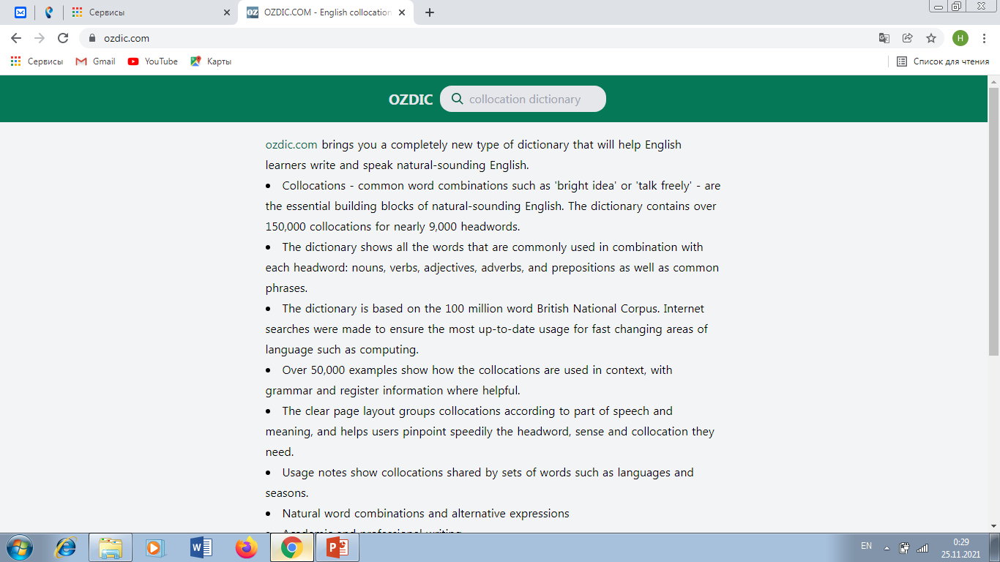 Сервисы
OZDIC.COM - English collocation
ozdic.com
H
Сервисы Gmail YouTube Карты Список для чтения
OZDIC collocation dictionary
ozdic.com brings you a completely new type of dictionary that will help English
learners write and speak natural-sounding English.
• Collocations - common word combinations such as 'bright idea' or 'talk freely' - are
the essential building blocks of natural-sounding English. The dictionary contains over
150,000 collocations for nearly 9,000 headwords.
• The dictionary shows all the words that are commonly used in combination with
each headword: nouns, verbs, adjectives, adverbs, and prepositions as well as common
phrases.
• The dictionary is based on the 100 million word British National Corpus. Internet
searches were made to ensure the most up-to-date usage for fast changing areas of
language such as computing.
• Over 50,000 examples show how the collocations are used in context, with
grammar and register information where helpful.
• The clear page layout groups collocations according to part of speech and
meaning, and helps users pinpoint speedily the headword, sense and collocation they
need.
• Usage notes show collocations shared by sets of words such as languages and
seasons.
• Natural word combinations and alternative expressions
• Academic and professional writing
EN 0:29
25.11.2021